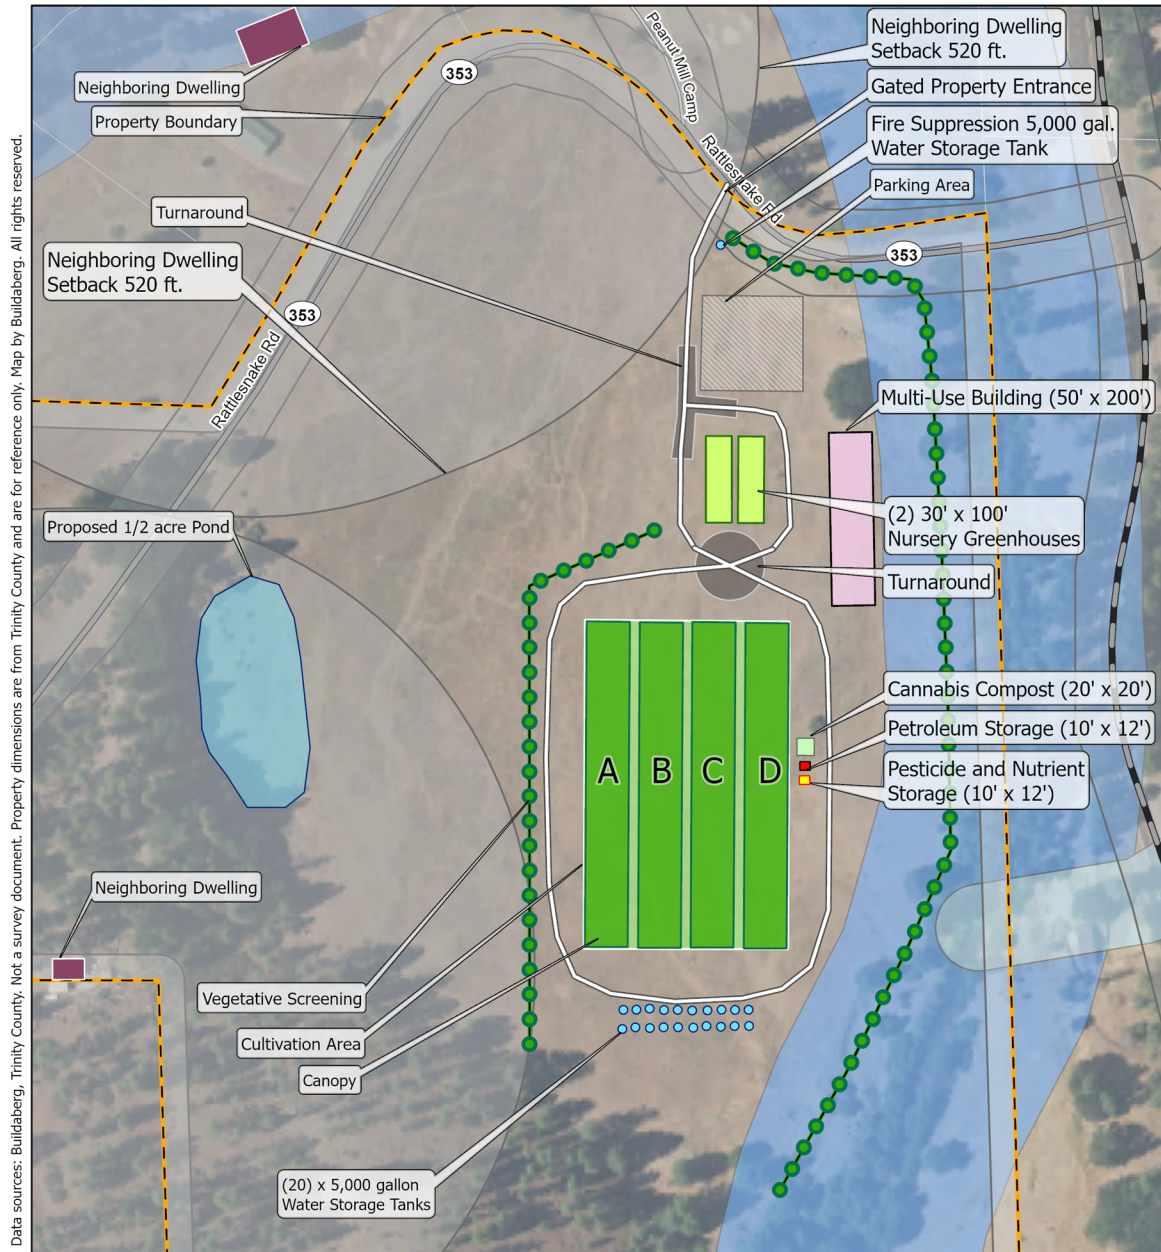 Neighboring Dwelling
Setback 520 ft.
Peanut Mill Camp
353
Gated Property Entrance
Neighboring Dwelling
Property Boundary
Fire Suppression 5,000 gal.
Water Storage Tank
Rattlesnake Rd
Parking Area
Turnaround
353
Neighboring Dwelling
Setback 520 ft.
353
Rattlesnake Rd
Multi-Use Building (50' x 200')
Proposed 1/2 acre Pond
(2) 30' x 100'
Nursery Greenhouses
Turnaround
Cannabis Compost (20' x 20')
Petroleum Storage (10' x 12')
A B C D
Pesticide and Nutrient
Storage (10' x 12')
Neighboring Dwelling
Vegetative Screening
Cultivation Area
Canopy
(20) x 5,000 gallon
Water Storage Tanks
Data sources: Buildaberg, Trinity County. Not a survey document. Property dimensions are from Trinity County and are for reference only. Map by Buildaberg. All rights reserved.